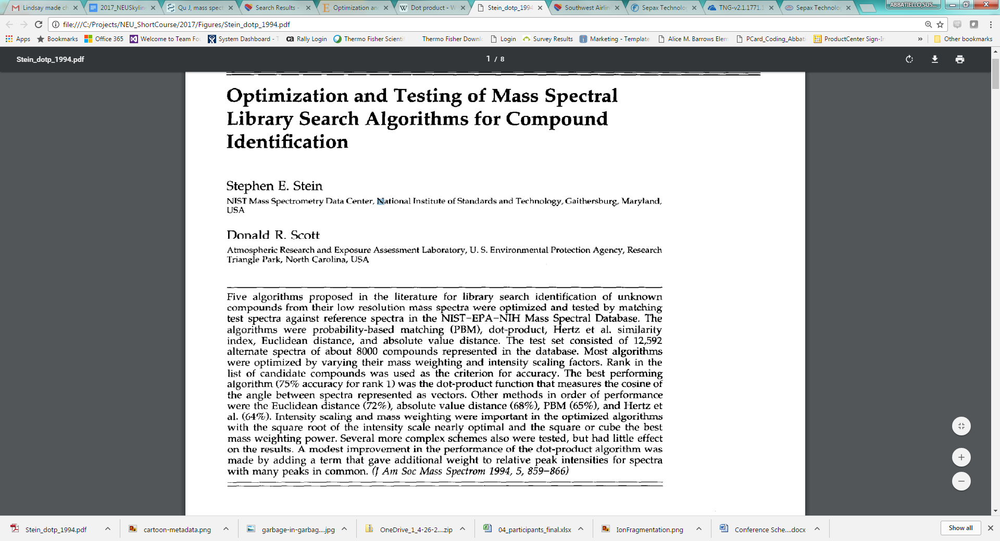 Lindsay made ch
2017_NEUSkylin
Qu J, mass spect
Search Results -
Optimization an
Dot product - W
Stein_dotp_1994
Southwest Airlin
Sepax Technolo
TNG-v2.1.1771.1
Sepax Technolo
ABBATIELLO,SUS...
file:///C:/Projects/NEU_ShortCourse/2017/Figures/Stein_dotp_1994.pdf
Apps
Bookmarks
Office 365
Welcome to Team Fo
System Dashboard -
Rally Login
Thermo Fisher Scienti
Thermo Fisher Downl
Login
Survey Results
Marketing - Template
Alice M. Barrows Elem
PCard_Coding_Abbati
ProductCenter Sign-I
»
Other bookmarks
Stein_dotp_1994.pdf
1 / 8
Optimization and Testing of Mass Spectral
Library Search Algorithms for Compound
Identification
Stephen E. Stein
NIST Mass Spectrometry Data Center, National Institute of Standards and Technology, Gaithersburg, Maryland,
USA
Donald R. Scott
Atmospheric Research and Exposure Assessment Laboratory, U. S. Environmental Protection Agency, Research
Triangle Park, North Carolina, USA
Five algorithms proposed in the literature for library search identification of unknown
compounds from their low resolution mass spectra were optimized and tested by matching
test spectra against reference spectra in the NIST–EPA–NIH Mass Spectral Database. The
algorithms were probability-based matching (PBM), dot-product, Hertz et al. similarity
index, Euclidean distance, and absolute value distance. The test set consisted of 12,592
alternate spectra of about 8000 compounds represented in the database. Most algorithms
were optimized by varying their mass weighting and intensity scaling factors. Rank in the
list of candidate compounds was used as the criterion for accuracy. The best performing
algorithm (75% accuracy for rank 1) was the dot-product function that measures the cosine of
the angle between spectra represented as vectors. Other methods in order of performance
were the Euclidean distance (72%), absolute value distance (68%), PBM (65%), and Hertz et
al. (64%). Intensity scaling and mass weighting were important in the optimized algorithms
with the square root of the intensity scale nearly optimal and the square or cube the best
mass weighting power. Several more complex schemes also were tested, but had little effect
on the results. A modest improvement in the performance of the dot-product algorithm was
made by adding a term that gave additional weight to relative peak intensities for spectra
with many peaks in common. (J Am Soc Mass Spectrom 1994, 5, 859–866)
Stein_dotp_1994.pdf
cartoon-metadata.png
garbage-in-garbag....jpg
OneDrive_1_4-26-2....zip
04_participants_final.xlsx
IonFragmentation.png
Conference Sche....docx
Show all